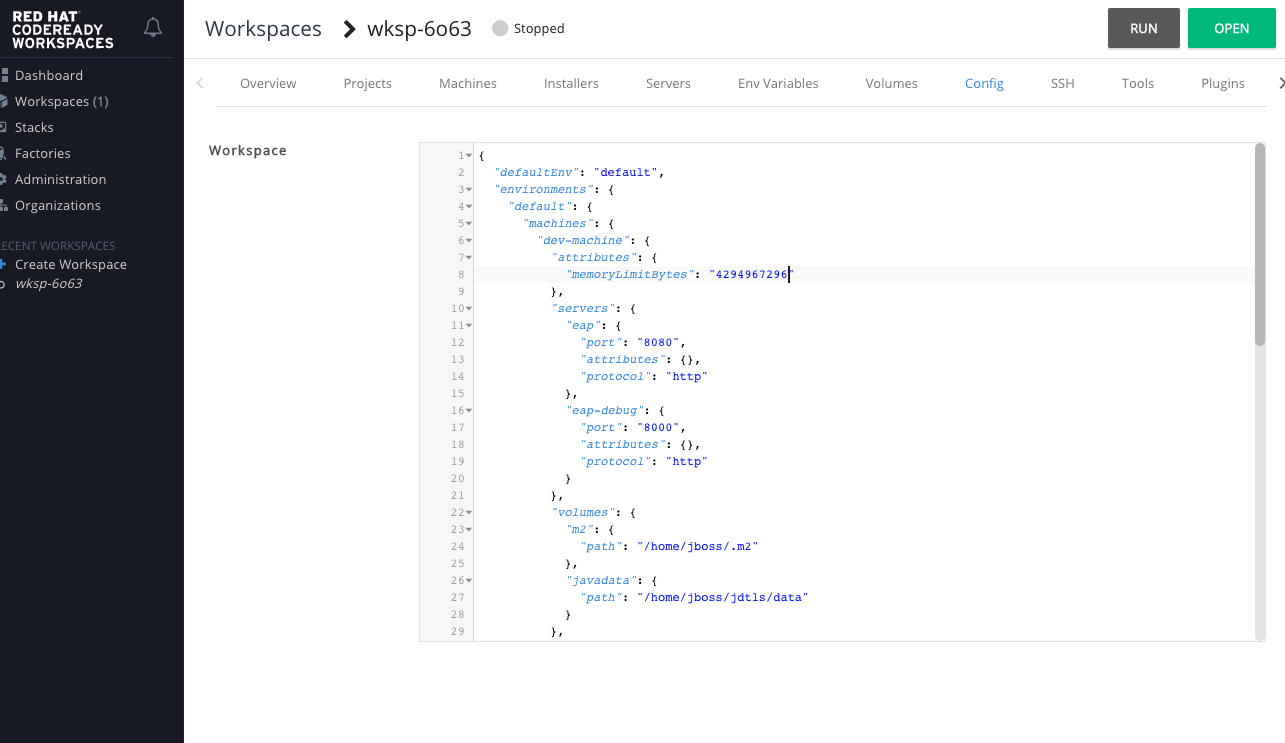 RED HAT
CODEREADY
WORKSPACES
Dashboard
Workspaces (1)
Stacks
Factories
Administration
Organizations
ECENT WORKSPACES
Create Workspace
wksp-6o63
Workspaces wksp-6o63 Stopped RUN OPEN
Overview Projects Machines Installers Servers Env Variables Volumes Config SSH Tools Plugins
Workspace
1 {
2 "defaultEnv": "default",
3 "environments": {
4 "default": {
5 "machines": {
6 "dev-machine": {
7 "attributes": {
8 "memoryLimitBytes": "4294967296"
9 },
10 "servers": {
11 "eap": {
12 "port": "8080",
13 "attributes": {},
14 "protocol": "http"
15 },
16 "eap-debug": {
17 "port": "8000",
18 "attributes": {},
19 "protocol": "http"
20 }
21 },
22 "volumes": {
23 "m2": {
24 "path": "/home/jboss/.m2"
25 },
26 "javadata": {
27 "path": "/home/jboss/jdtls/data"
28 }
29 },